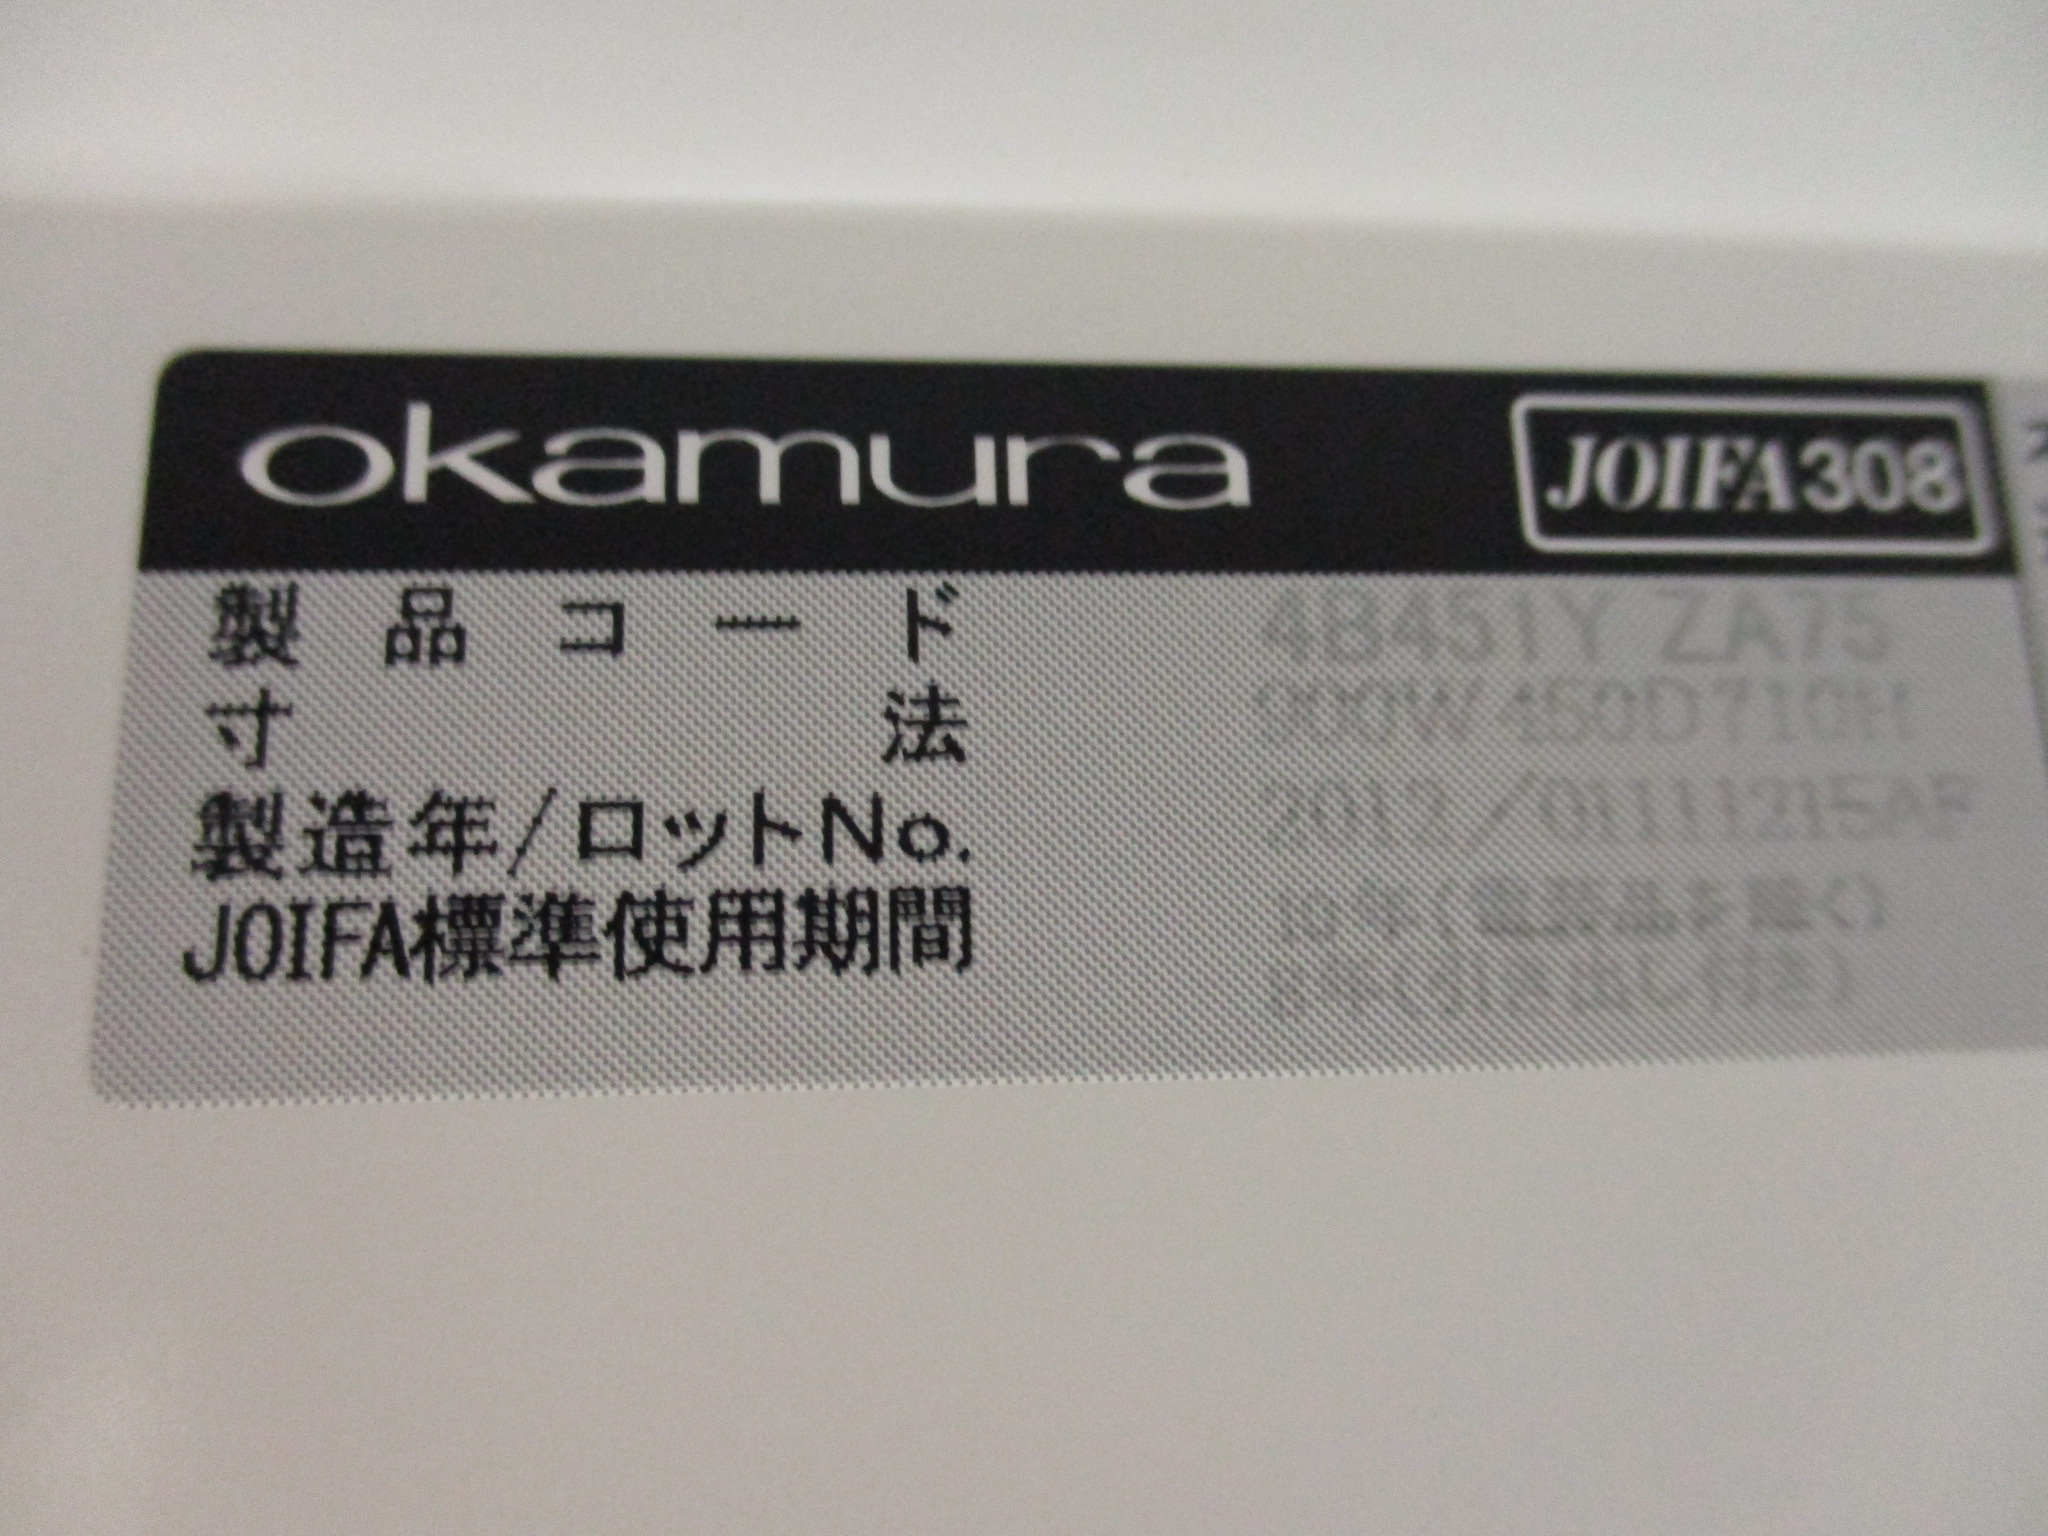 okamura JOIFA308
製品コード 4B451Y ZA75
寸法 900W450D710H
製造年/ロットNo. 2012/
JOIFA標準使用期間